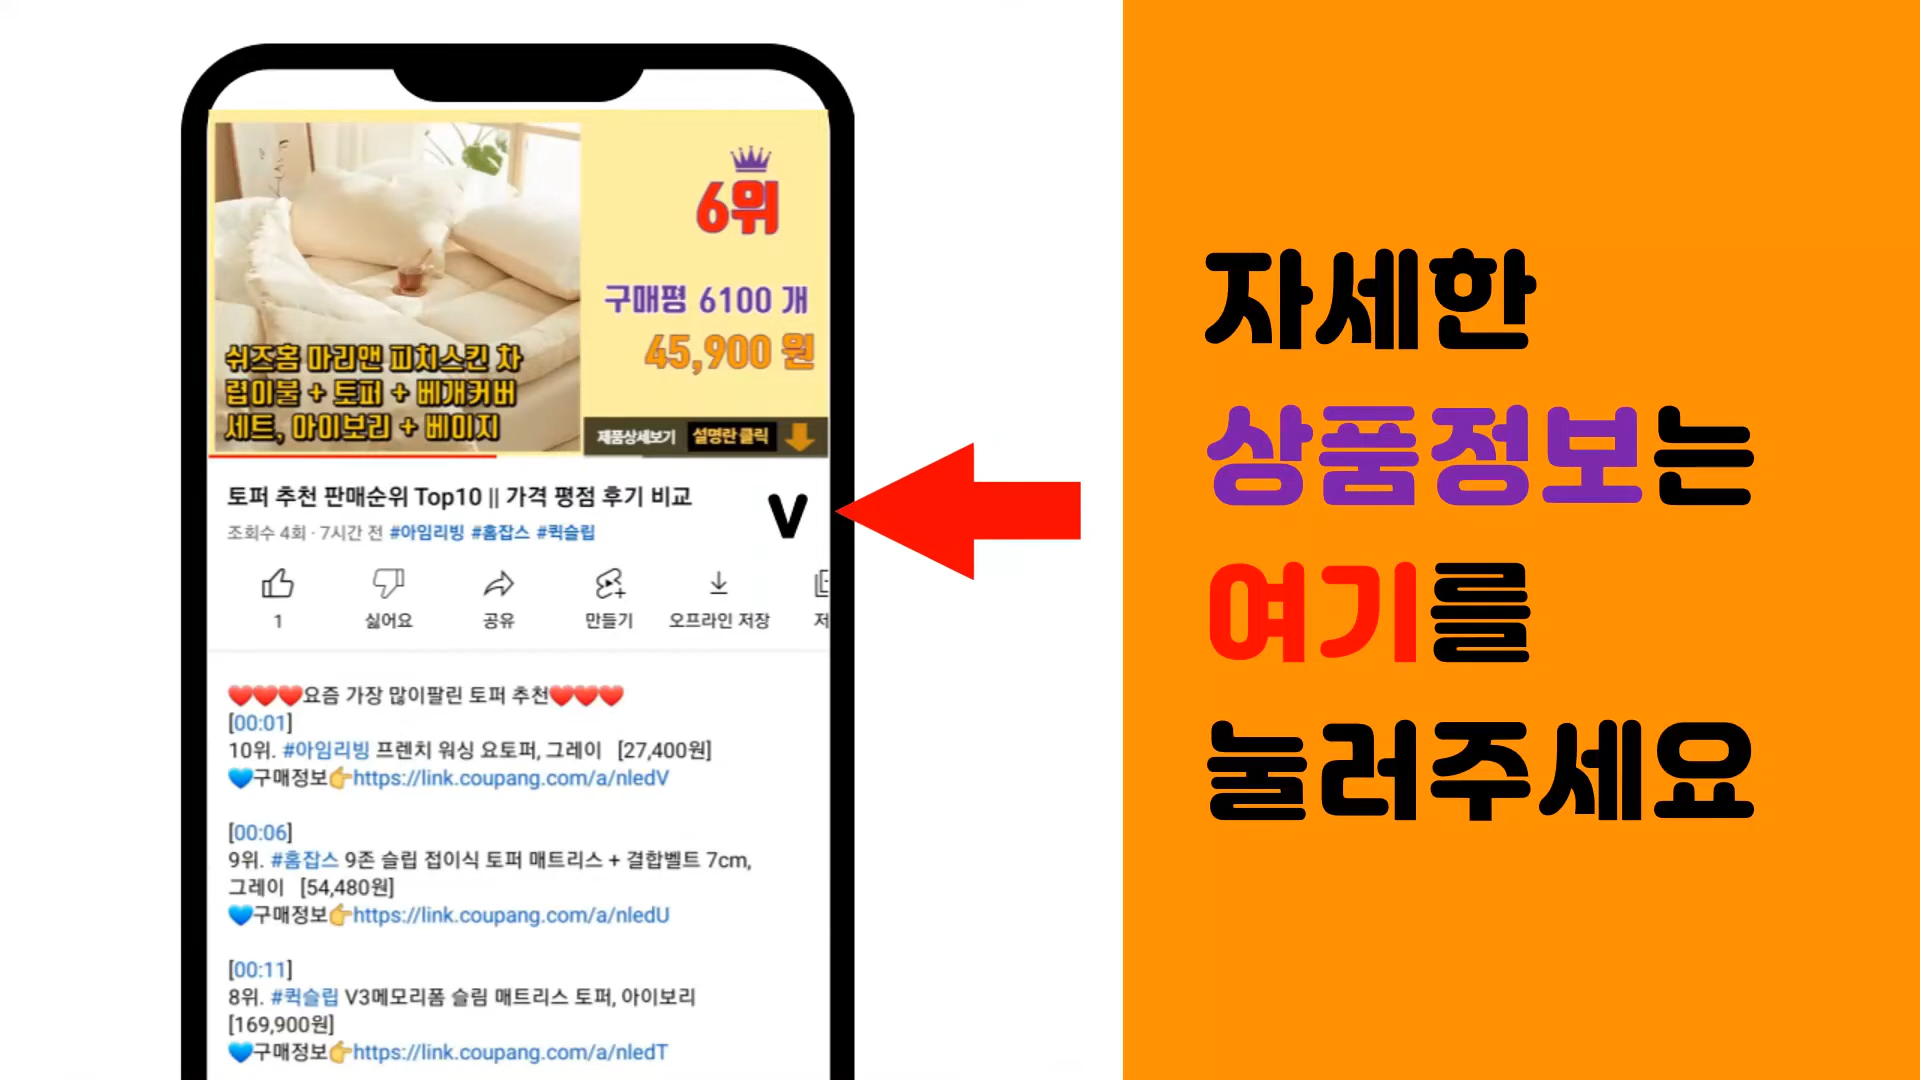 6위
구매평 6100 개
45,900 원
쉬즈홈 마리앤 피치스킨 차
렵이불 + 토퍼 + 베개커버
세트, 아이보리 + 베이지
제품상세보기 설명란 클릭
토퍼 추천 판매순위 Top10 || 가격 평점 후기 비교
V
조회수 4회 · 7시간 전 #아임리빙 #홈잡스 #퀵슬립
1 싫어요 공유 만들기 오프라인 저장 저
❤️❤️❤️요즘 가장 많이팔린 토퍼 추천❤️❤️❤️
[00:01]
10위. #아임리빙 프렌치 워싱 요토퍼, 그레이 [27,400원]
💙구매정보👉https://link.coupang.com/a/nledV
[00:06]
9위. #홈잡스 9존 슬립 접이식 토퍼 매트리스 + 결합벨트 7cm,
그레이 [54,480원]
💙구매정보👉https://link.coupang.com/a/nledU
[00:11]
8위. #퀵슬립 V3메모리폼 슬림 매트리스 토퍼, 아이보리
[169,900원]
💙구매정보👉https://link.coupang.com/a/nledT
자세한
상품정보는
여기를
눌러주세요